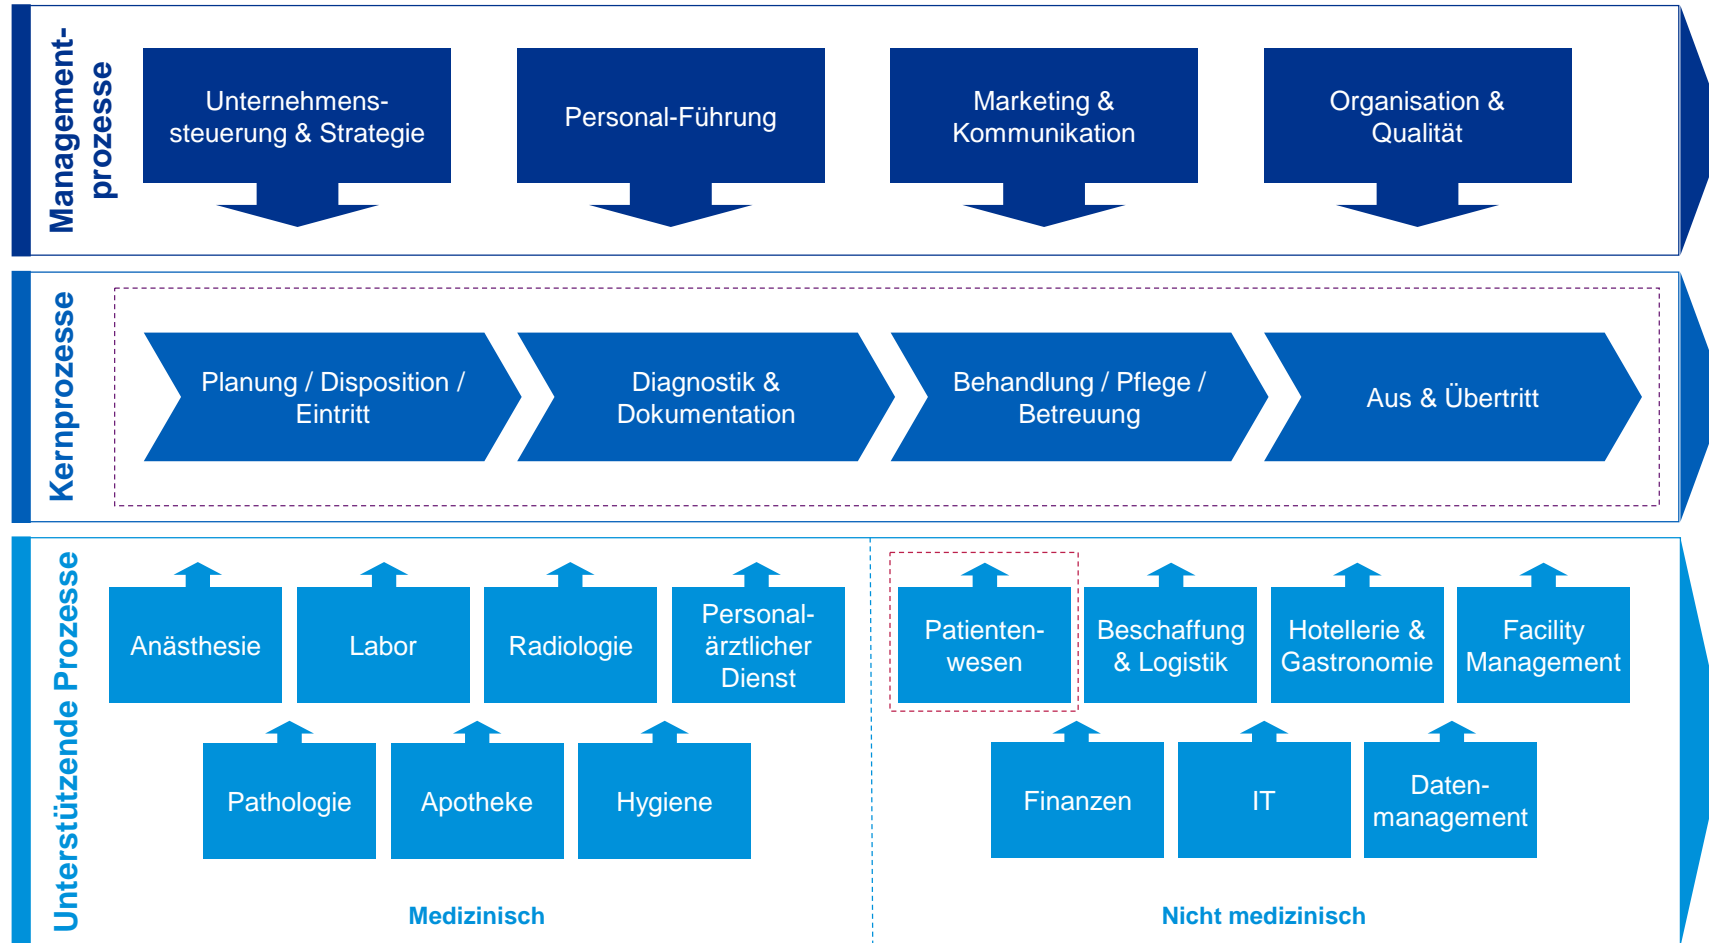 Management-
prozesse
Unternehmens-
steuerung & Strategie
Personal-Führung
Marketing &
Kommunikation
Organisation &
Qualität
Kernprozesse
Planung / Disposition /
Eintritt
Diagnostik &
Dokumentation
Behandlung / Pflege /
Betreuung
Aus & Übertritt
Unterstützende Prozesse
Anästhesie
Labor
Radiologie
Personal-
ärztlicher
Dienst
Pathologie
Apotheke
Hygiene
Medizinisch
Patienten-
wesen
Beschaffung
& Logistik
Hotellerie &
Gastronomie
Facility
Management
Finanzen
IT
Daten-
management
Nicht medizinisch